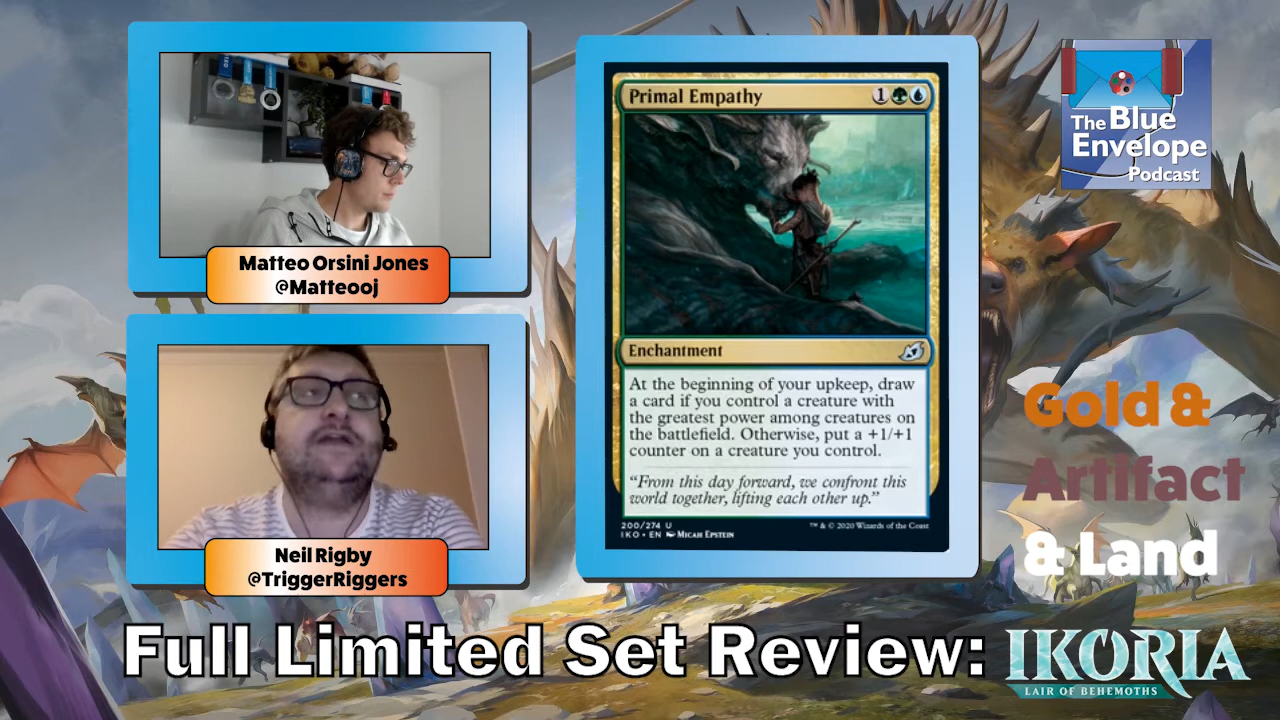 Matteo Orsini Jones
@Matteooj
Neil Rigby
@TriggerRiggers
Primal Empathy
1
Enchantment
At the beginning of your upkeep, draw
a card if you control a creature with
the greatest power among creatures on
the battlefield. Otherwise, put a +1/+1
counter on a creature you control.
“From this day forward, we confront this
world together, lifting each other up.”
200/274 U
IKO • EN Micah Epstein
™ & © 2020 Wizards of the Coast
The Blue
Envelope
Podcast
Gold &
Artifact
& Land
Full Limited Set Review:
IKORIA
LAIR OF BEHEMOTHS